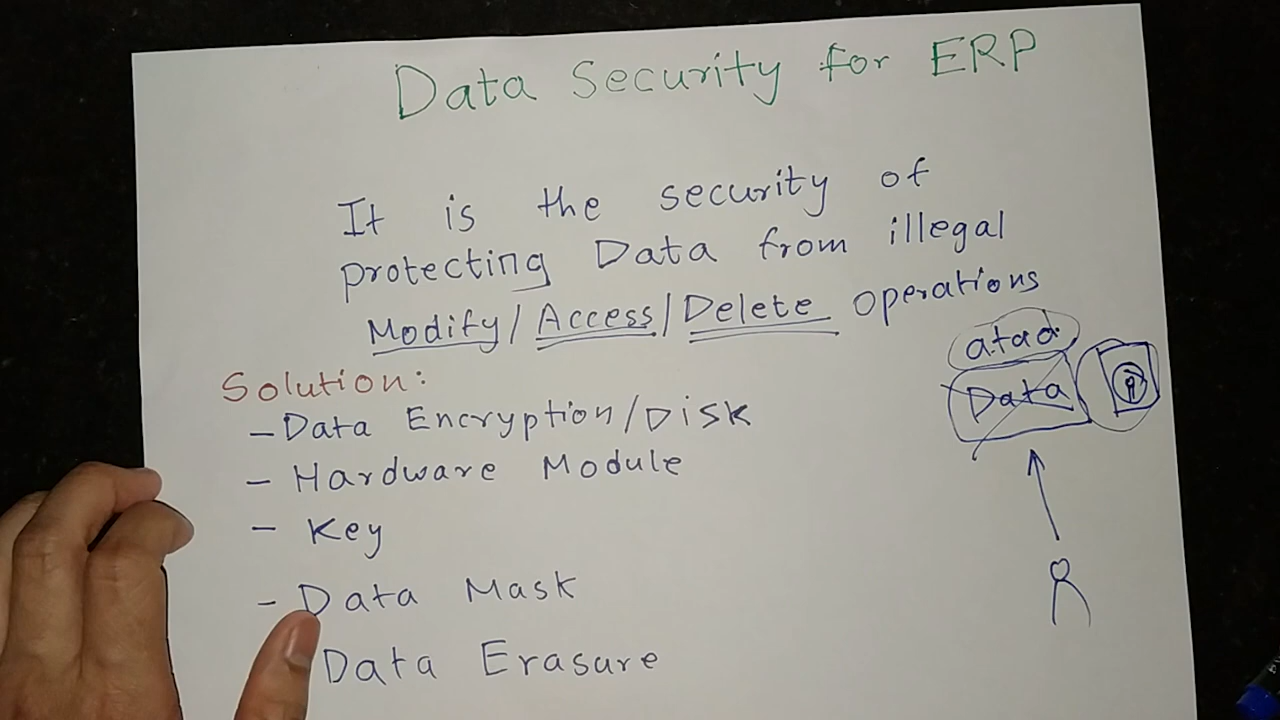 Data Security for ERP
It is the security of
protecting Data from illegal
Modify/Access/Delete operations
Solution:
- Data Encryption/Disk
- Hardware Module
- Key
- Data Mask
Data Erasure
atad
Data